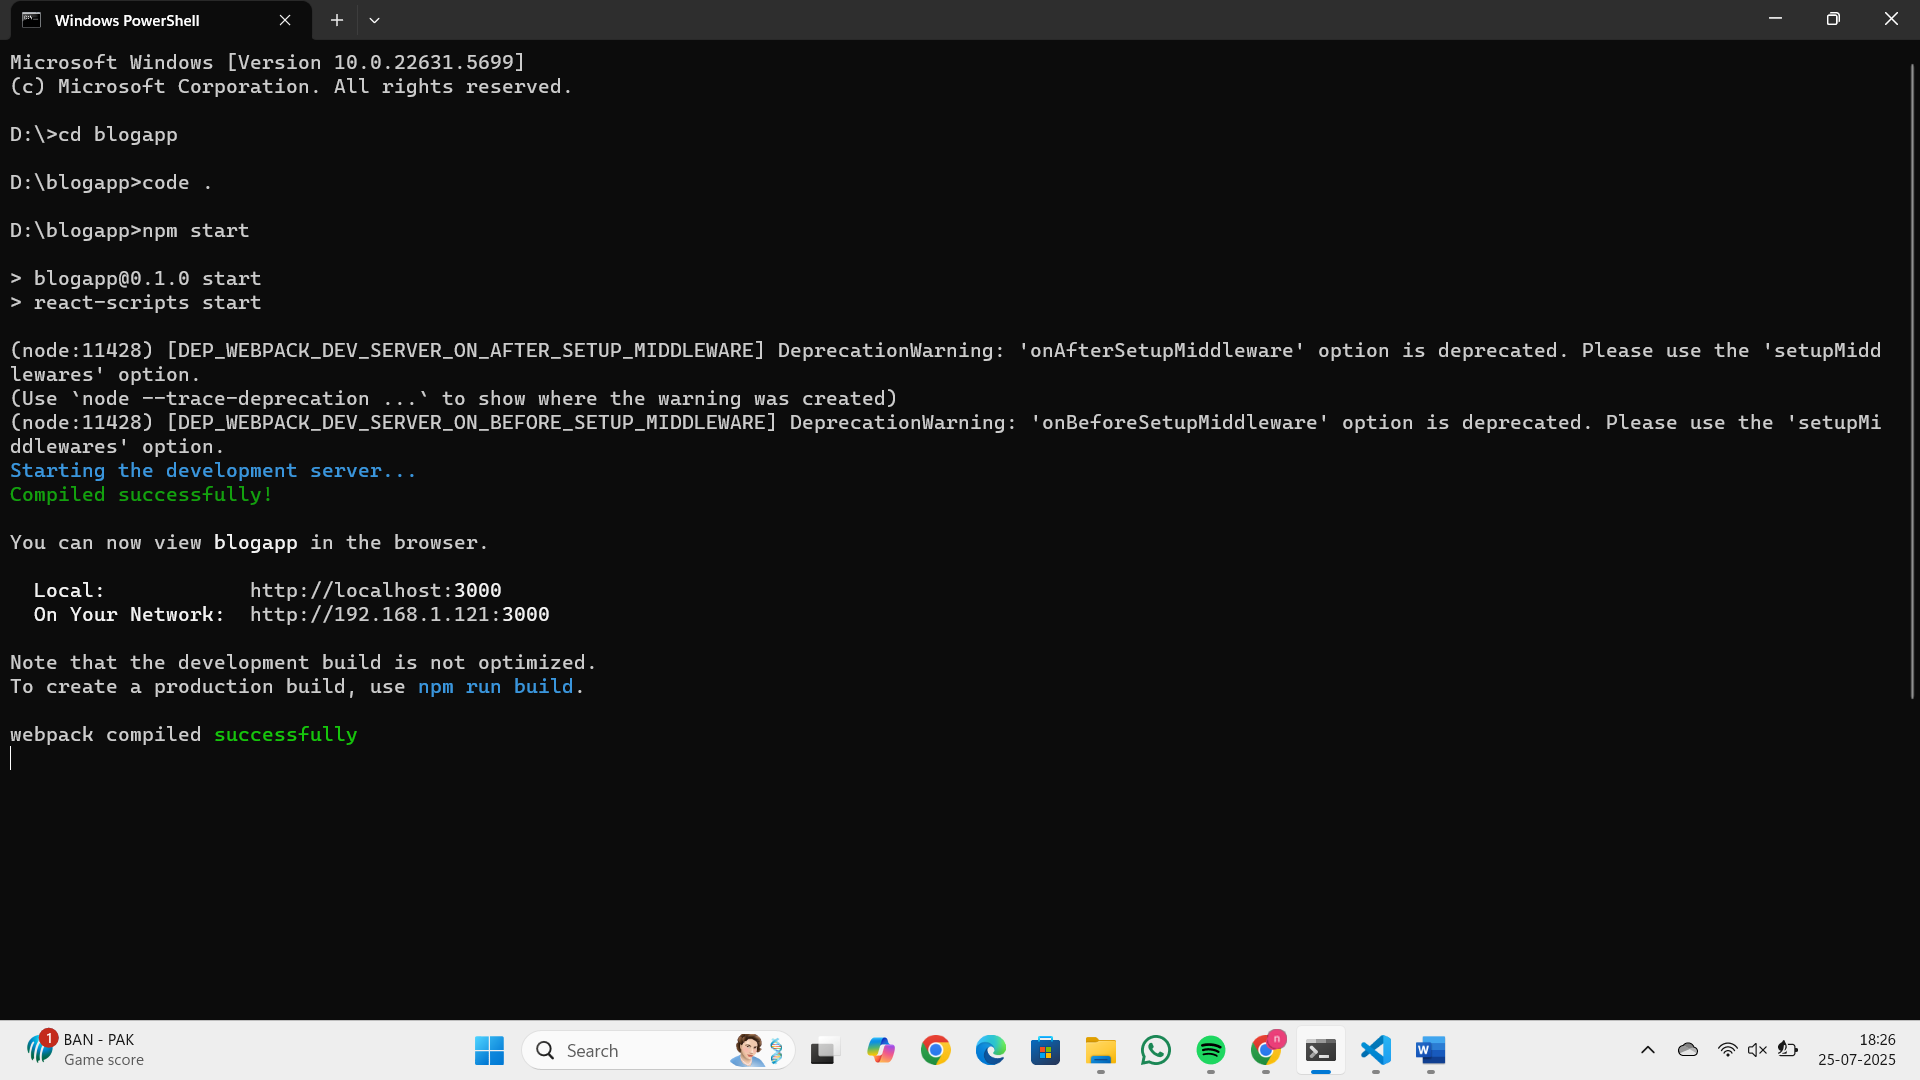 Windows PowerShell
Microsoft Windows [Version 10.0.22631.5699]
(c) Microsoft Corporation. All rights reserved.
D:\>cd blogapp
D:\blogapp>code .
D:\blogapp>npm start
> blogapp@0.1.0 start
> react-scripts start
(node:11428) [DEP_WEBPACK_DEV_SERVER_ON_AFTER_SETUP_MIDDLEWARE] DeprecationWarning: 'onAfterSetupMiddleware' option is deprecated. Please use the 'setupMidd
lewares' option.
(Use `node --trace-deprecation ...` to show where the warning was created)
(node:11428) [DEP_WEBPACK_DEV_SERVER_ON_BEFORE_SETUP_MIDDLEWARE] DeprecationWarning: 'onBeforeSetupMiddleware' option is deprecated. Please use the 'setupMi
ddlewares' option.
Starting the development server...
Compiled successfully!
You can now view blogapp in the browser.
Local: http://localhost:3000
On Your Network: http://192.168.1.121:3000
Note that the development build is not optimized.
To create a production build, use npm run build.
webpack compiled successfully
1
BAN - PAK
Game score
Search
n
W
18:26
25-07-2025